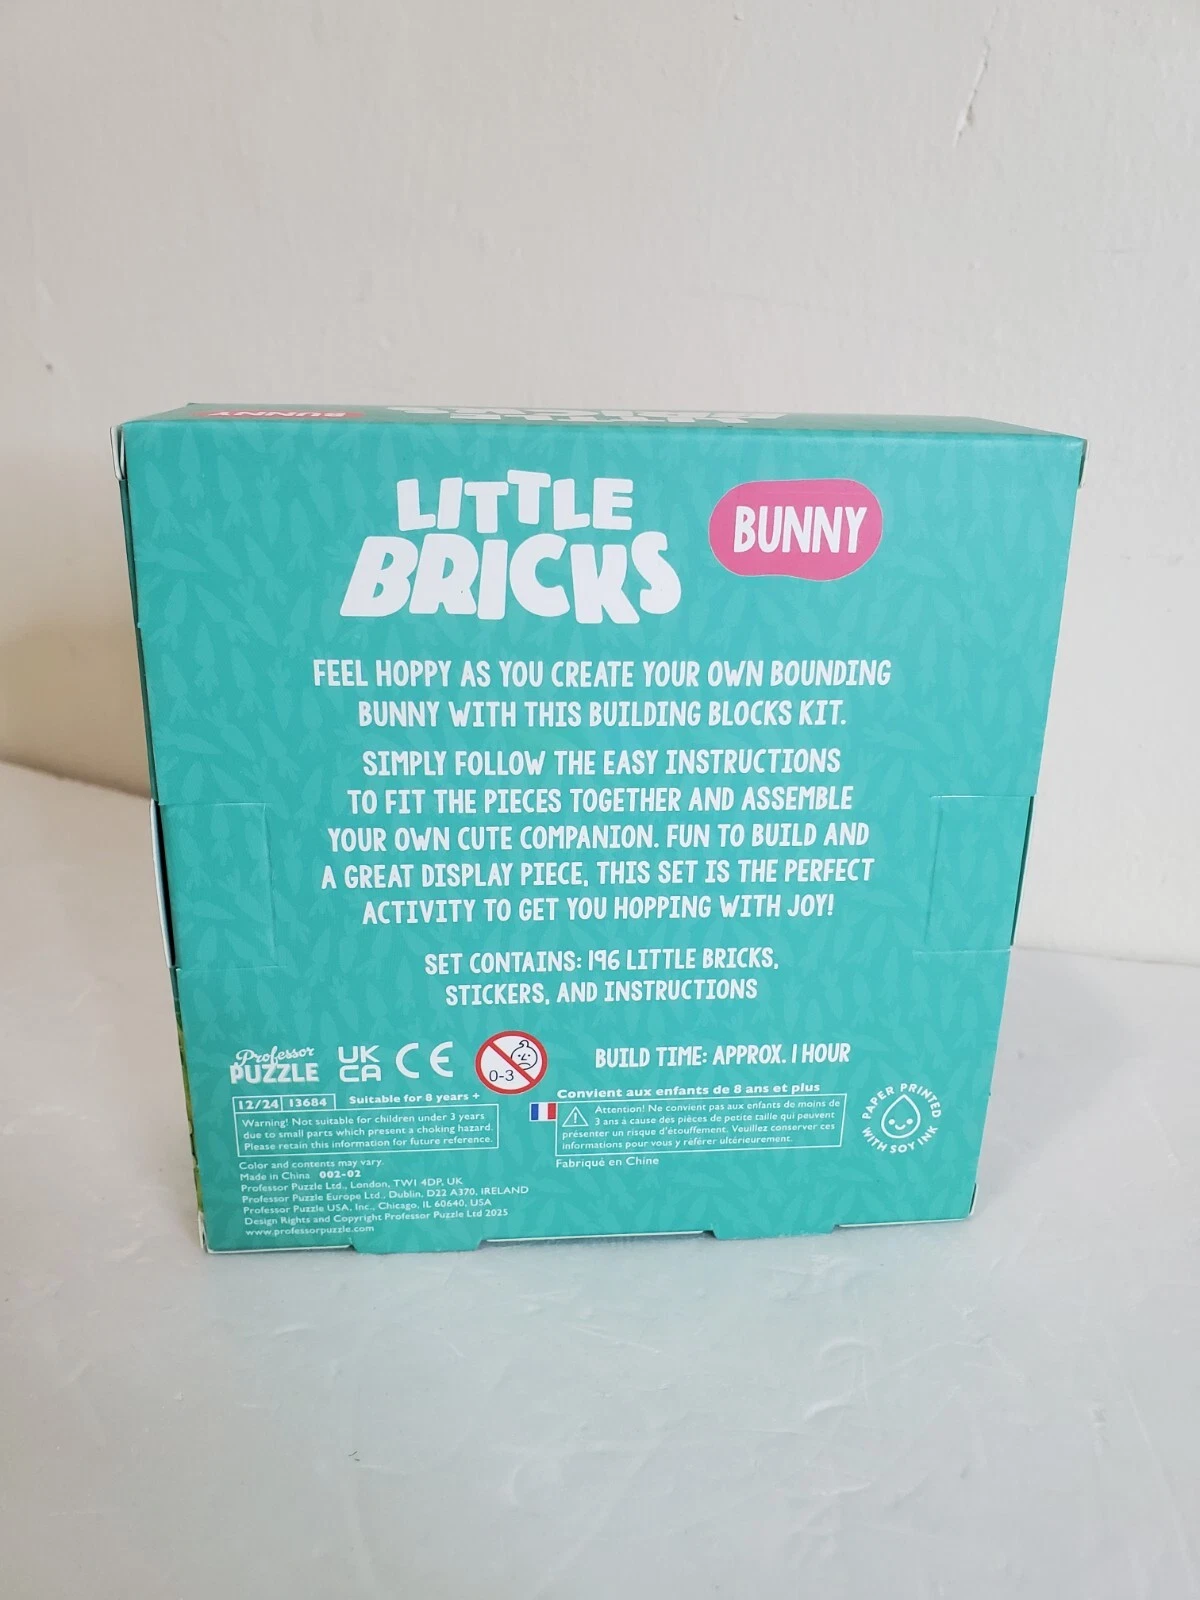 BUNNY
LITTLE
BRICKS
LITTLE
BRICKS
BUNNY
FEEL HOPPY AS YOU CREATE YOUR OWN BOUNDING
BUNNY WITH THIS BUILDING BLOCKS KIT.
SIMPLY FOLLOW THE EASY INSTRUCTIONS
TO FIT THE PIECES TOGETHER AND ASSEMBLE
YOUR OWN CUTE COMPANION. FUN TO BUILD AND
A GREAT DISPLAY PIECE, THIS SET IS THE PERFECT
ACTIVITY TO GET YOU HOPPING WITH JOY!
SET CONTAINS: 196 LITTLE BRICKS,
STICKERS, AND INSTRUCTIONS
Professor
PUZZLE
UK
CA
CE
0-3
BUILD TIME: APPROX. 1 HOUR
12/24 13684 Suitable for 8 years +
Warning! Not suitable for children under 3 years
due to small parts which present a choking hazard.
Please retain this information for future reference.
Color and contents may vary.
Made in China 002-02
Professor Puzzle Ltd., London, TW1 4DP, UK
Professor Puzzle Europe Ltd., Dublin, D22 A370, IRELAND
Professor Puzzle USA, Inc., Chicago, IL 60640, USA
Design Rights and Copyright Professor Puzzle Ltd 2025
www.professorpuzzle.com
Convient aux enfants de 8 ans et plus
Attention! Ne convient pas aux enfants de moins de
3 ans à cause des pièces de petite taille qui peuvent
présenter un risque d'étouffement. Veuillez conserver ces
informations pour vous y référer ultérieurement.
Fabriqué en Chine
PAPER PRINTED
WITH SOY INK